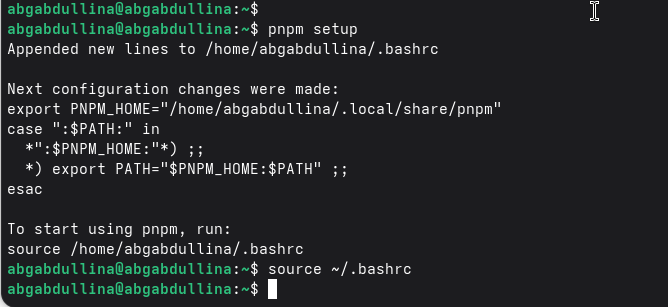 abgabdullina@abgabdullina:~$
abgabdullina@abgabdullina:~$ pnpm setup
Appended new lines to /home/abgabdullina/.bashrc
Next configuration changes were made:
export PNPM_HOME="/home/abgabdullina/.local/share/pnpm"
case ":$PATH:" in
  *":$PNPM_HOME:"*) ;;
  *) export PATH="$PNPM_HOME:$PATH" ;;
esac
To start using pnpm, run:
source /home/abgabdullina/.bashrc
abgabdullina@abgabdullina:~$ source ~/.bashrc
abgabdullina@abgabdullina:~$